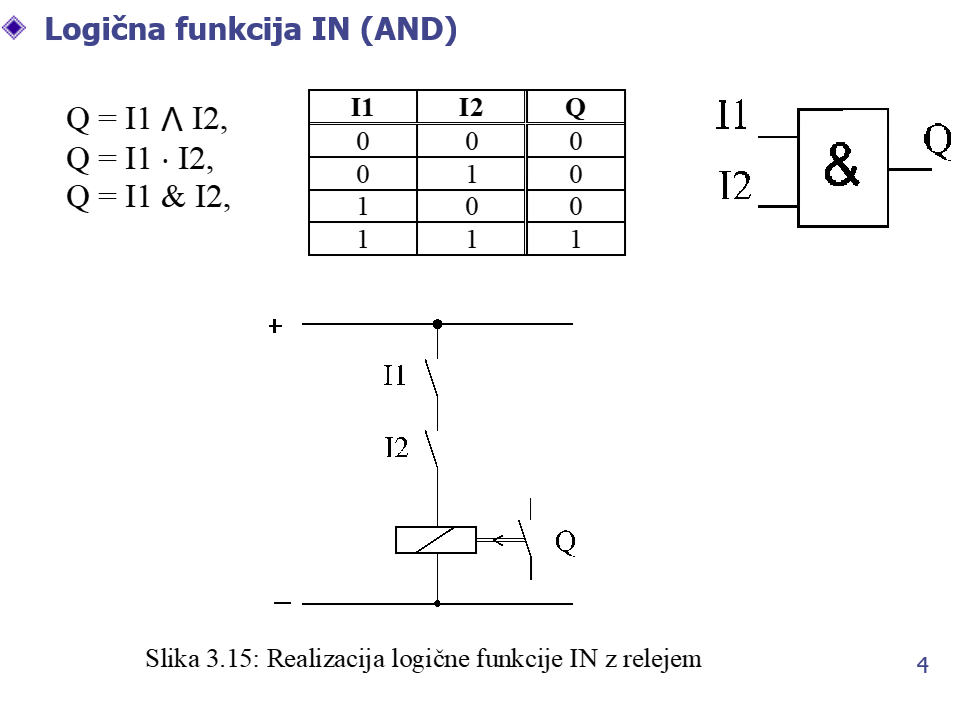 Logična funkcija IN (AND)
Q = I1 ⋀ I2,
Q = I1 · I2,
Q = I1 & I2,
I1 I2 Q
0 0 0
0 1 0
1 0 0
1 1 1
I1
I2
&
Q
+
I1
I2
Q
–
Slika 3.15: Realizacija logične funkcije IN z relejem
4